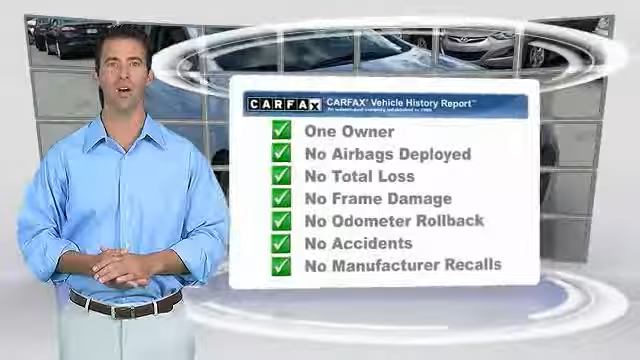 CARFAX CARFAX® Vehicle History Report™
One Owner
No Airbags Deployed
No Total Loss
No Frame Damage
No Odometer Rollback
No Accidents
No Manufacturer Recalls